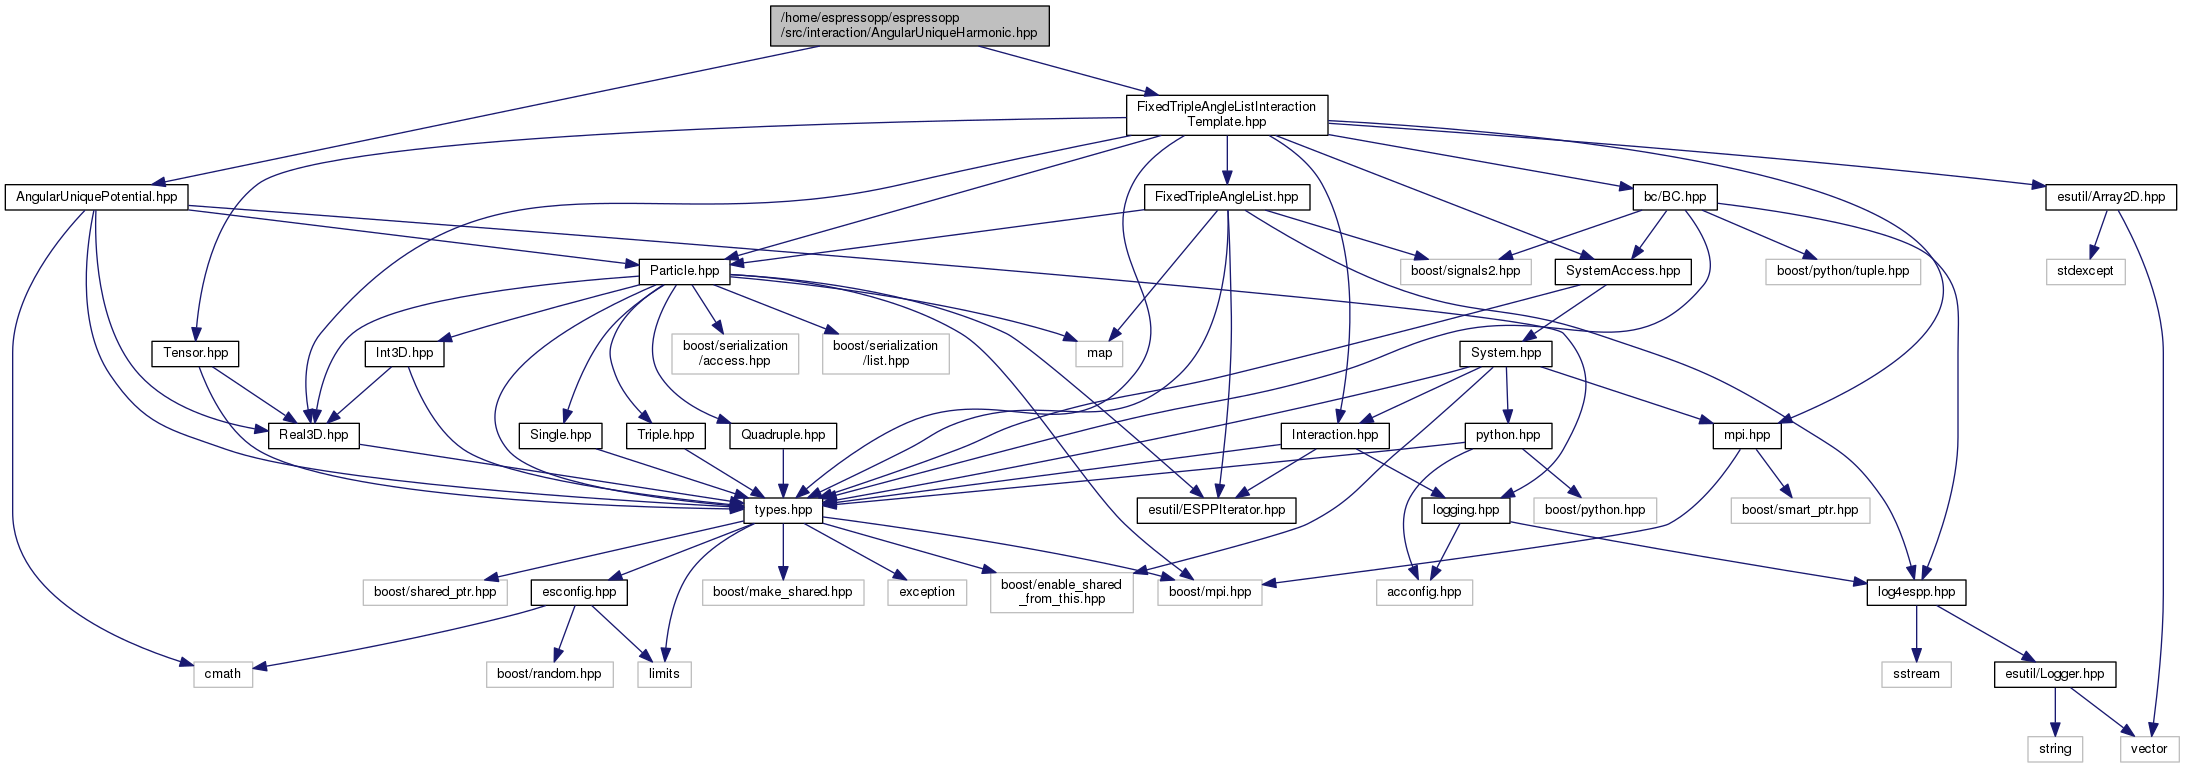 /home/espressopp/espressopp
/src/interaction/AngularUniqueHarmonic.hpp
FixedTripleAngleListInteraction
Template.hpp
AngularUniquePotential.hpp
FixedTripleAngleList.hpp
bc/BC.hpp
esutil/Array2D.hpp
Particle.hpp
boost/signals2.hpp
SystemAccess.hpp
boost/python/tuple.hpp
stdexcept
Tensor.hpp
Int3D.hpp
boost/serialization
/access.hpp
boost/serialization
/list.hpp
map
System.hpp
Real3D.hpp
Single.hpp
Triple.hpp
Quadruple.hpp
Interaction.hpp
python.hpp
mpi.hpp
types.hpp
esutil/ESPPIterator.hpp
logging.hpp
boost/python.hpp
boost/smart_ptr.hpp
boost/shared_ptr.hpp
esconfig.hpp
boost/make_shared.hpp
exception
boost/enable_shared
_from_this.hpp
boost/mpi.hpp
acconfig.hpp
log4espp.hpp
cmath
boost/random.hpp
limits
sstream
esutil/Logger.hpp
string
vector